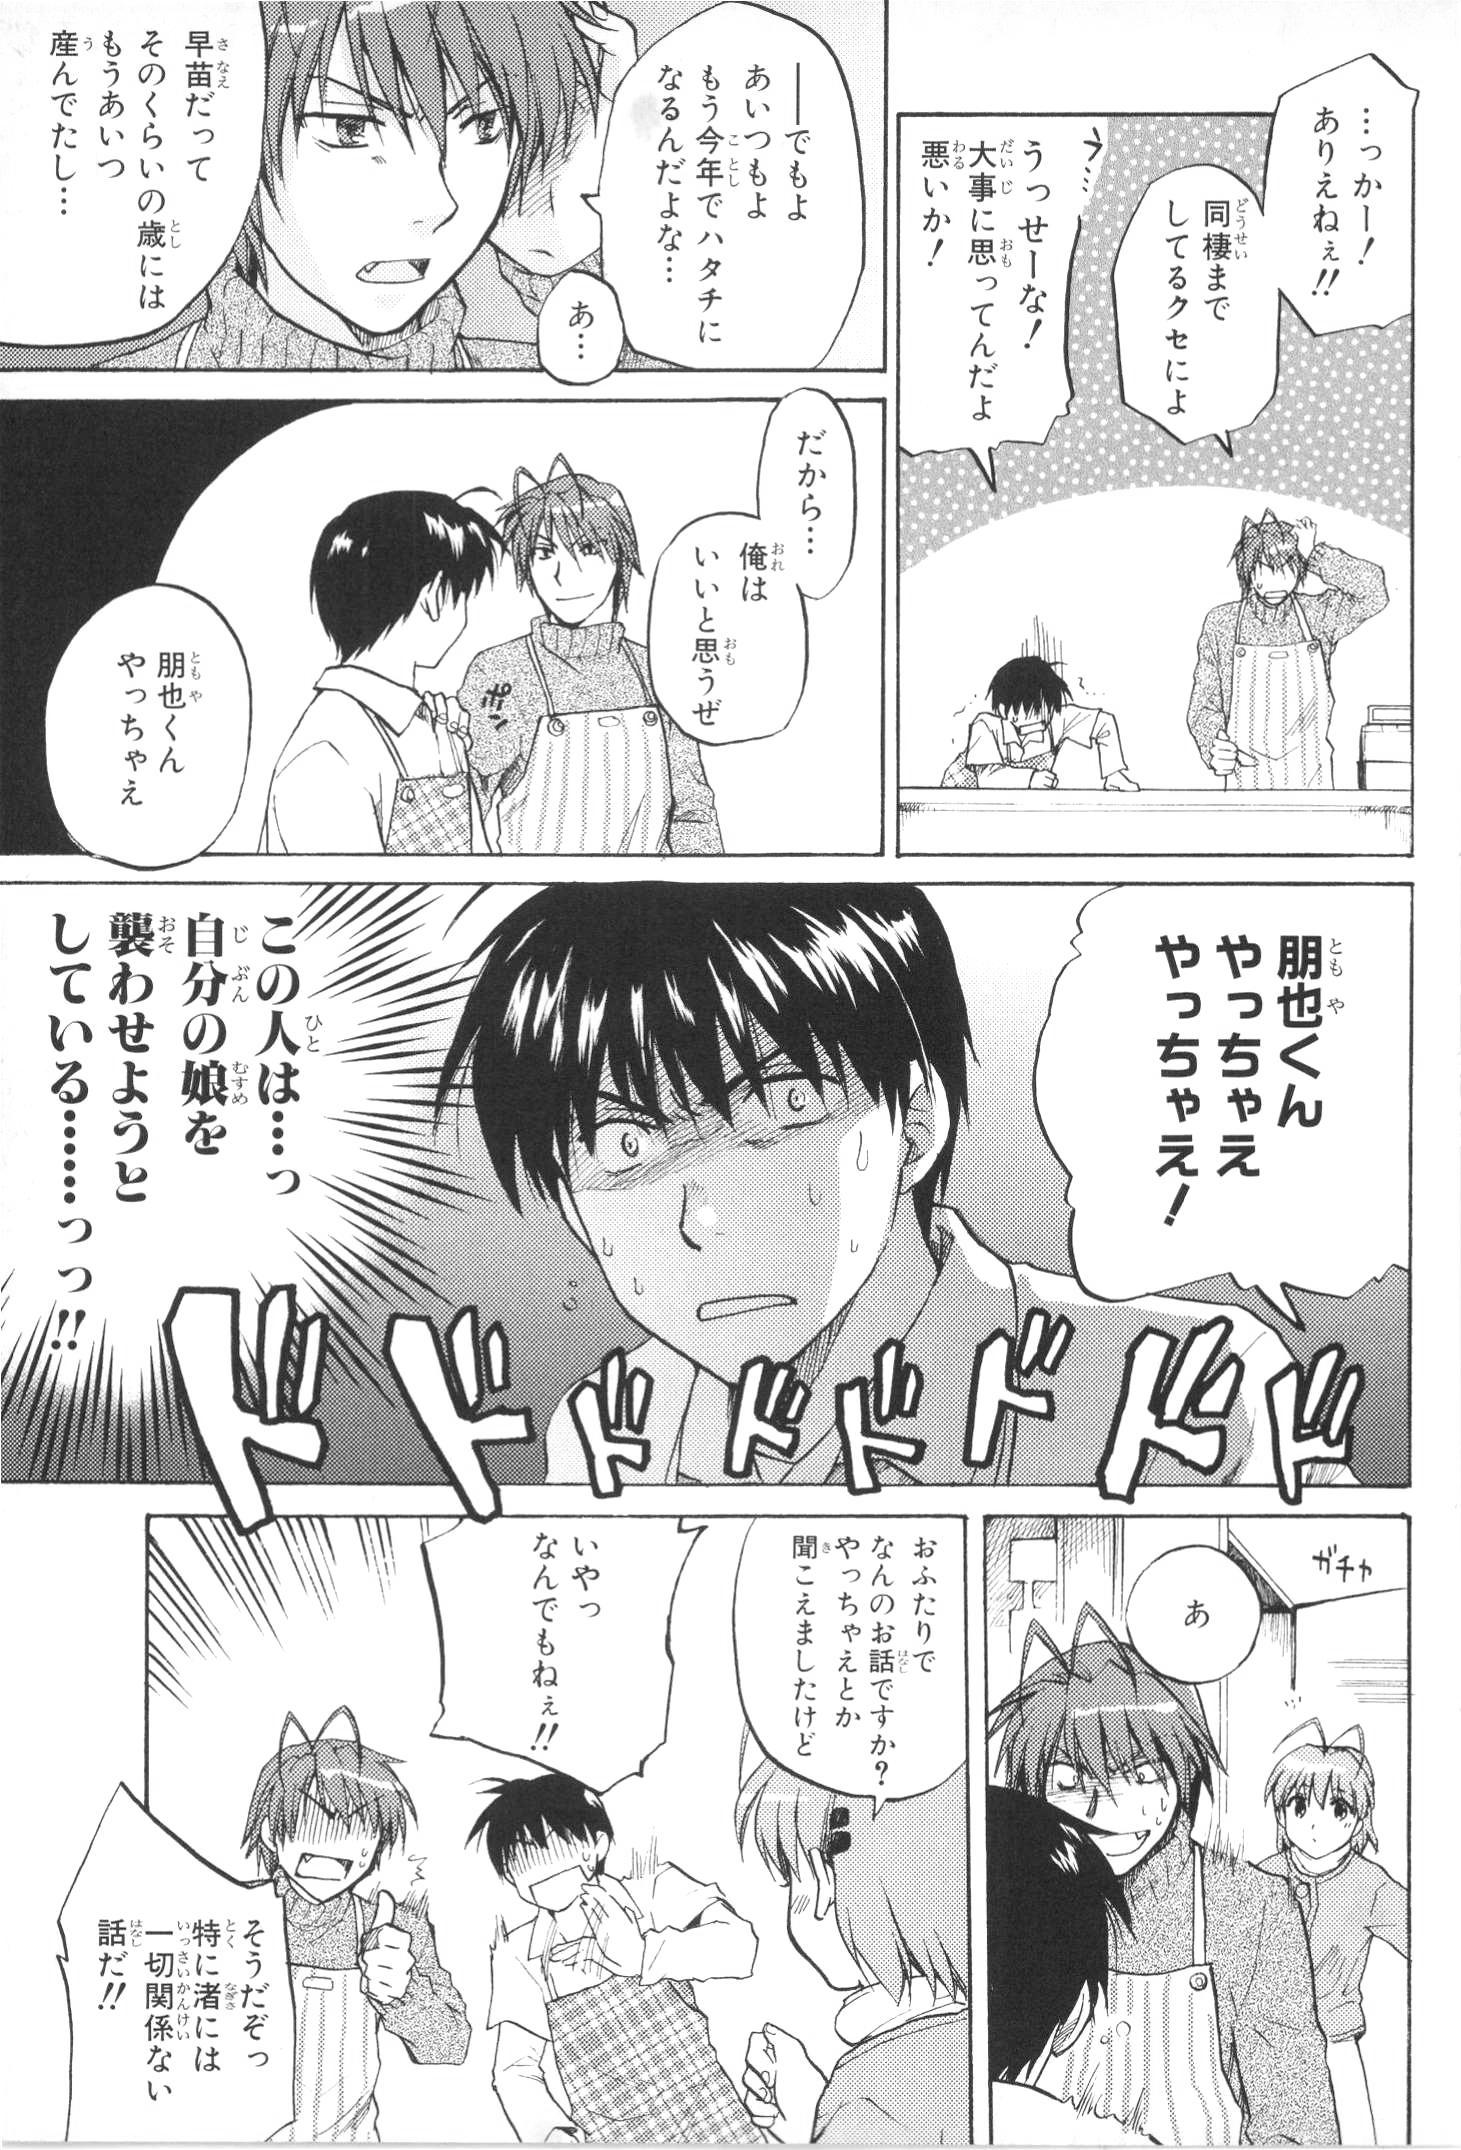 …っかー！
ありえねぇ!!
同棲まで
してるクセによ
うっせーな！
大事に思ってんだよ
悪いか！
――でもよ
あいつもよ
もう今年でハタチに
なるんだよな…
あ…
早苗だって
そのくらいの歳には
もうあいつ
産んでたし…
だから…
俺は
いいと思うぜ
ポン
朋也くん
やっちゃえ
朋也くん
やっちゃえ
やっちゃえ！
この人は…っ
自分の娘を
襲わせようと
している………っっ!!
ドドドドドドドド
ガチャ
あ
おふたりで
なんのお話ですか？
やっちゃえとか
聞こえましたけど
いやっ
なんでもねぇ!!
そうだぞっ
特に渚には
一切関係ない
話だ!!